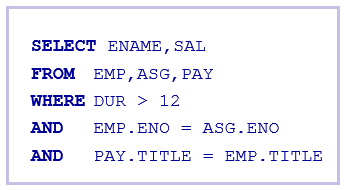 SELECT ENAME,SAL
FROM EMP,ASG,PAY
WHERE DUR > 12
AND EMP.ENO = ASG.ENO
AND PAY.TITLE = EMP.TITLE